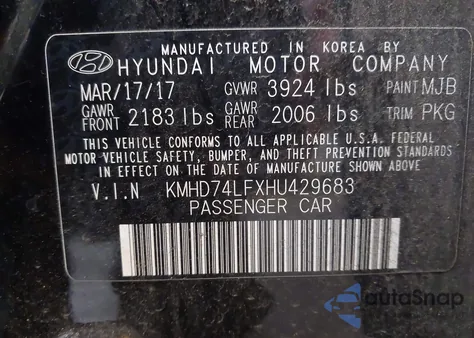 MANUFACTURED IN KOREA BY
HYUNDAI MOTOR COMPANY
MAR/17/17 GVWR 3924 lbs PAINT MJB
GAWR FRONT 2183 lbs GAWR REAR 2006 lbs TRIM PKG
THIS VEHICLE CONFORMS TO ALL APPLICABLE U.S.A. FEDERAL
MOTOR VEHICLE SAFETY, BUMPER, AND THEFT PREVENTION STANDARDS
IN EFFECT ON THE DATE OF MANUFACTURE SHOWN ABOVE.
V.I.N KMHD74LFXHU429683
PASSENGER CAR
autaSnap